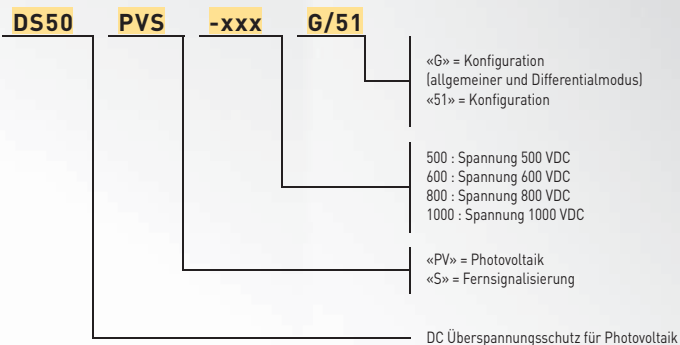 DS50 PVS -xxx G/51
«G» = Konfiguration
(allgemeiner und Differentialmodus)
«51» = Konfiguration
500 : Spannung 500 VDC
600 : Spannung 600 VDC
800 : Spannung 800 VDC
1000 : Spannung 1000 VDC
«PV» = Photovoltaik
«S» = Fernsignalisierung
DC Überspannungsschutz für Photovoltaik